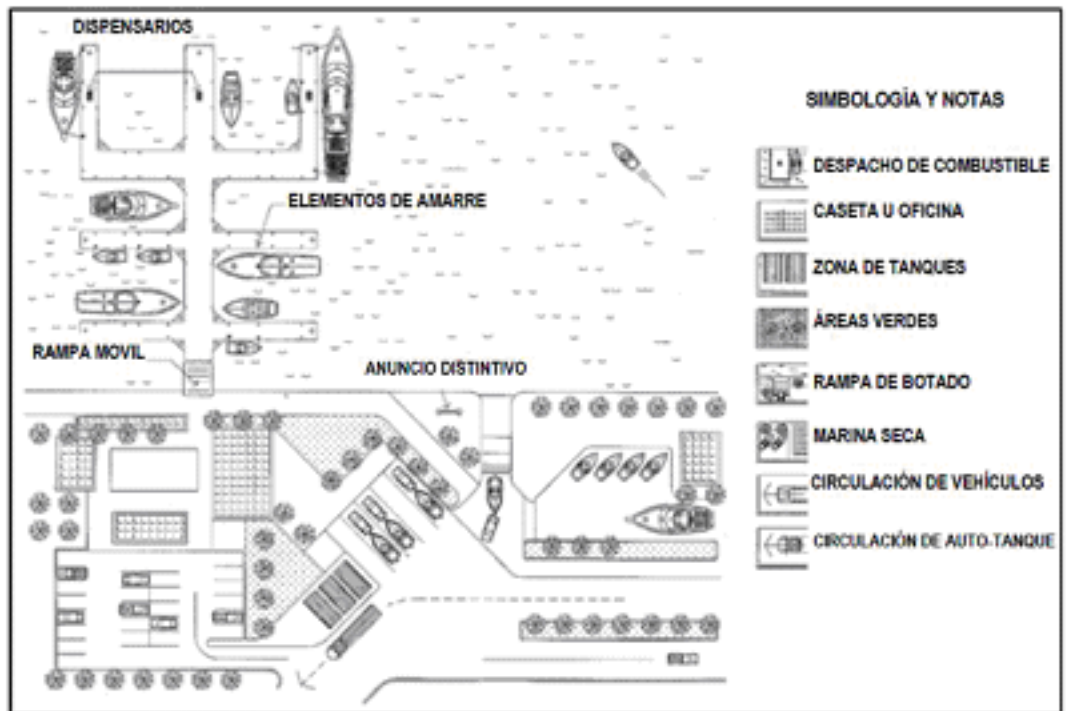 DISPENSARIOS
SIMBOLOGÍA Y NOTAS
DESPACHO DE COMBUSTIBLE
ELEMENTOS DE AMARRE
CASETA U OFICINA
ZONA DE TANQUES
ÁREAS VERDES
RAMPA MOVIL
ANUNCIO DISTINTIVO
RAMPA DE BOTADO
MARINA SECA
CIRCULACIÓN DE VEHÍCULOS
CIRCULACIÓN DE AUTO-TANQUE